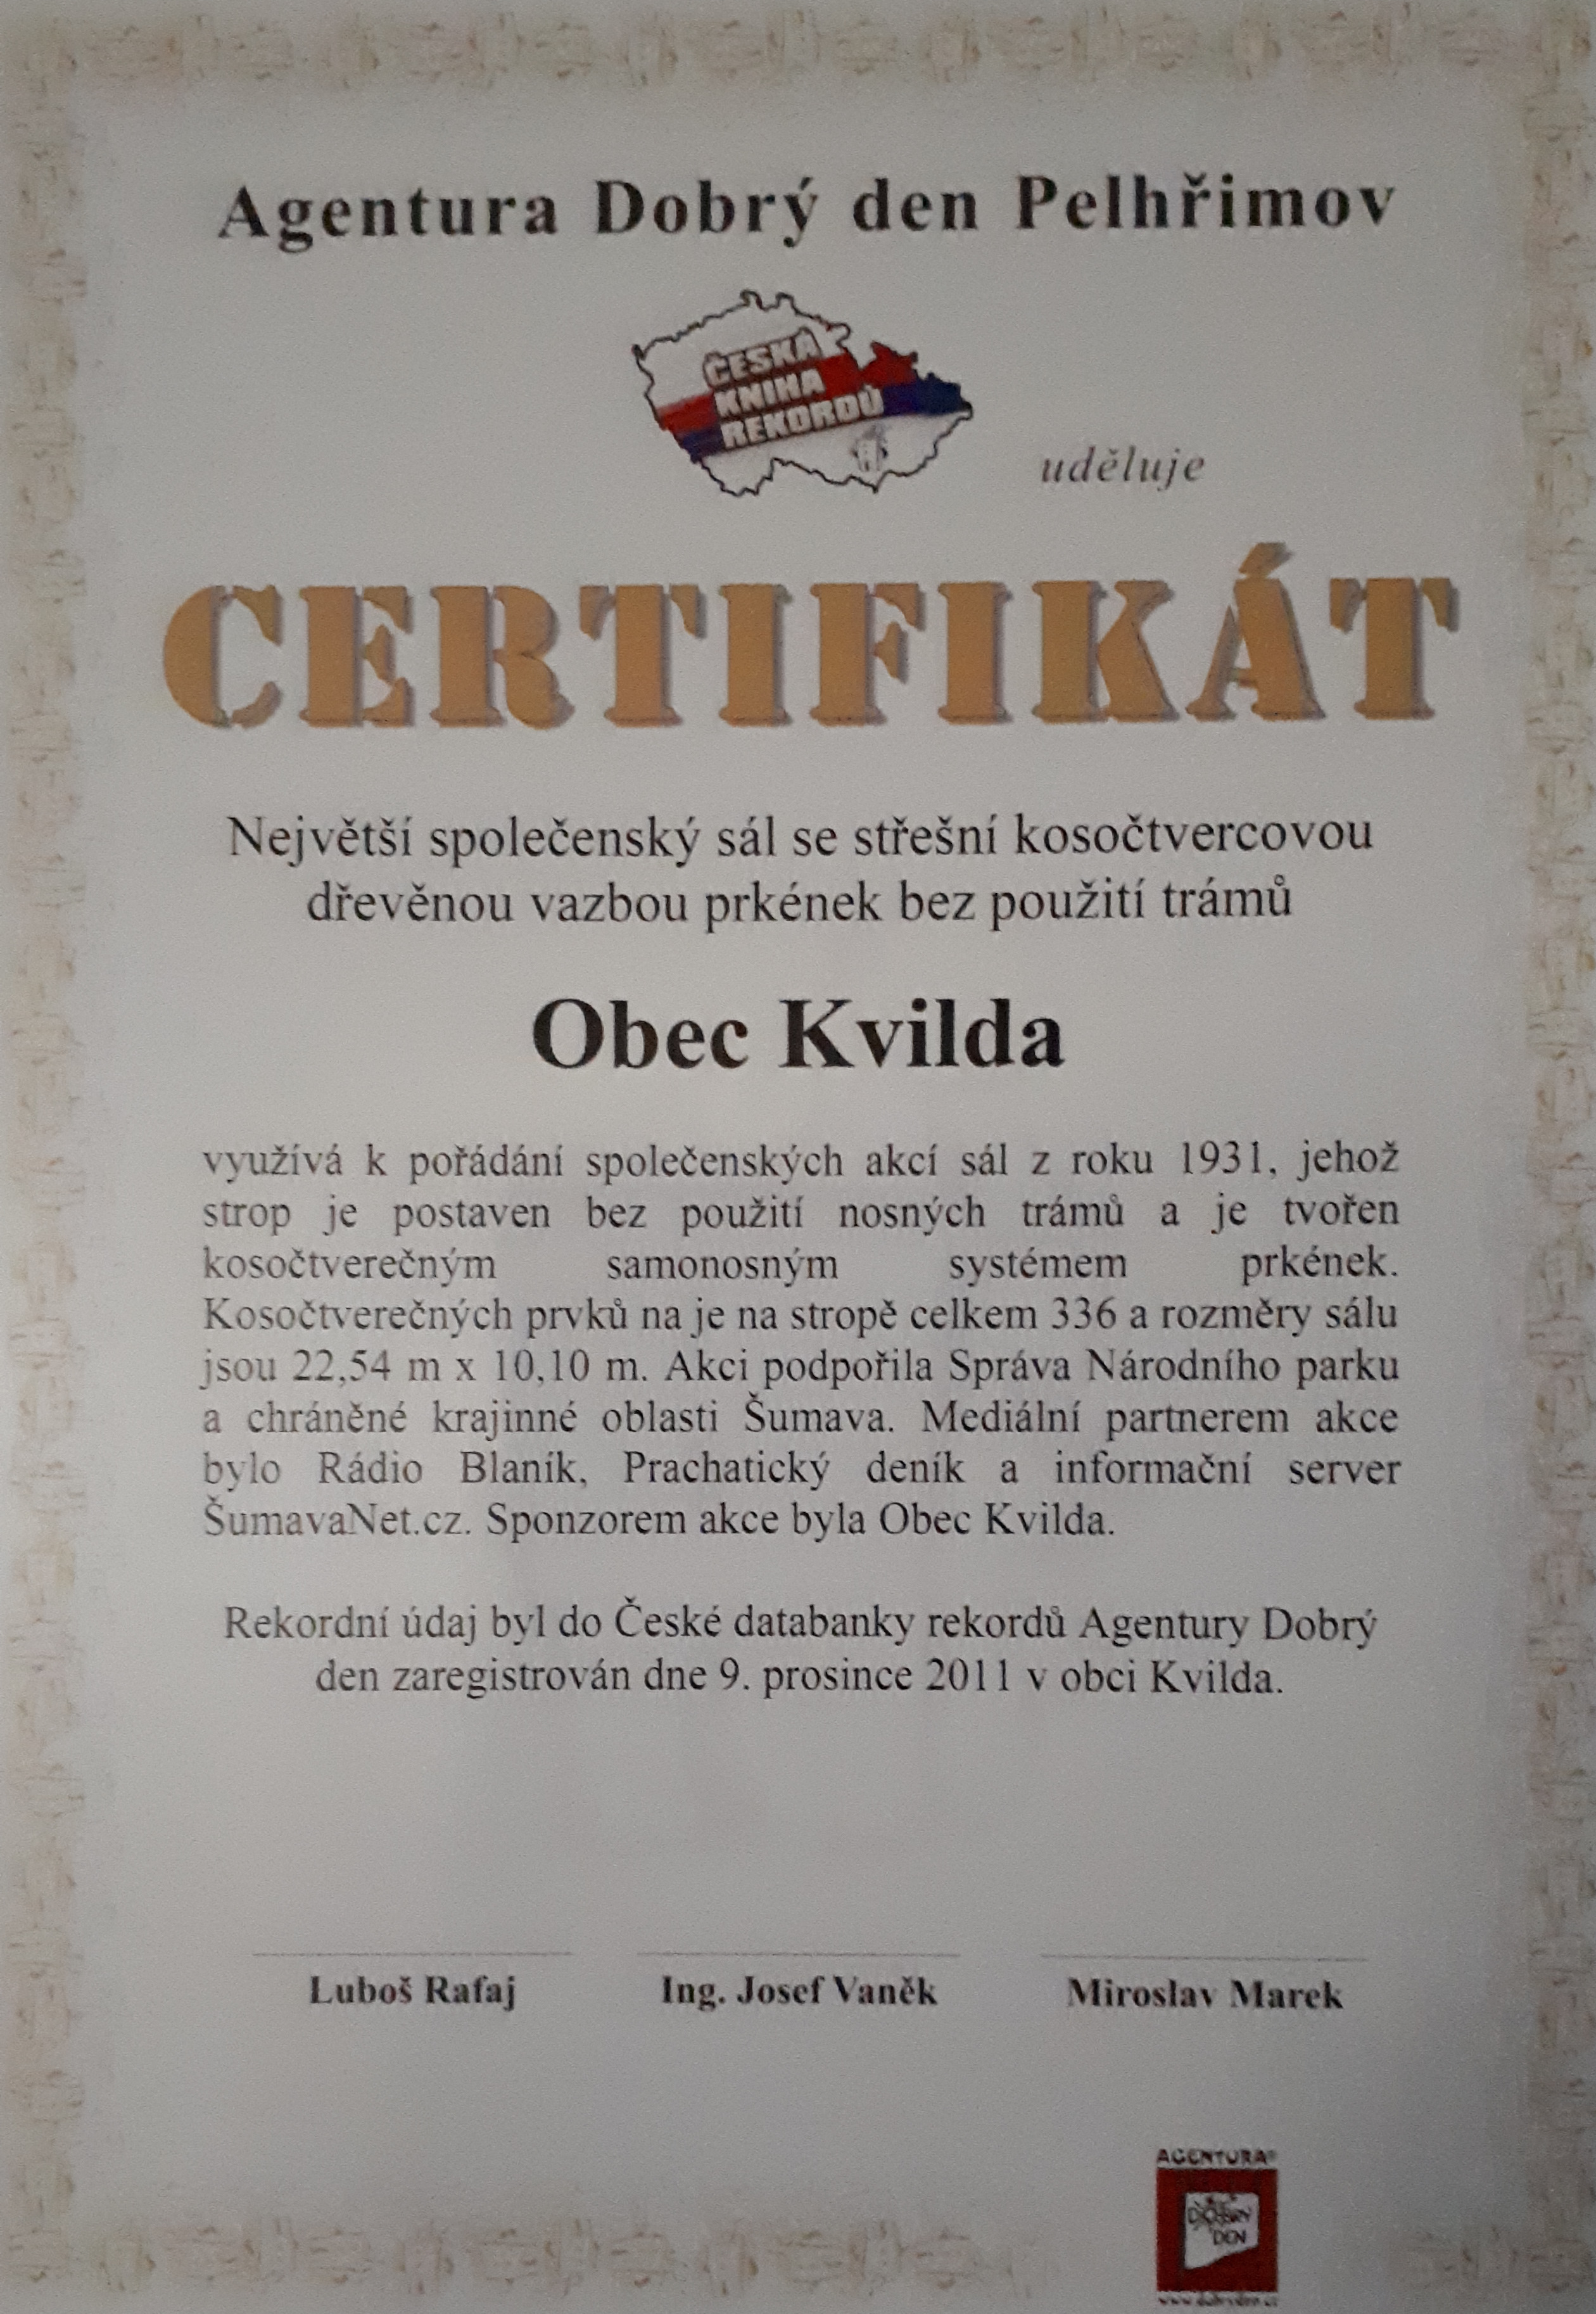 Agentura Dobrý den Pelhřimov
ČESKÁ
KNIHA
REKORDŮ
uděluje
CERTIFIKÁT
Největší společenský sál se střešní kosočtvercovou
dřevěnou vazbou prkének bez použití trámů
Obec Kvilda
využívá k pořádání společenských akcí sál z roku 1931, jehož
strop je postaven bez použití nosných trámů a je tvořen
kosočtverečným samonosným systémem prkének.
Kosočtverečných prvků na je na stropě celkem 336 a rozměry sálu
jsou 22,54 m x 10,10 m. Akci podpořila Správa Národního parku
a chráněné krajinné oblasti Šumava. Mediální partnerem akce
bylo Rádio Blaník, Prachatický deník a informační server
ŠumavaNet.cz. Sponzorem akce byla Obec Kvilda.
Rekordní údaj byl do České databanky rekordů Agentury Dobrý
den zaregistrován dne 9. prosince 2011 v obci Kvilda.
Luboš Rafaj
Ing. Josef Vaněk
Miroslav Marek
AGENTURA®
DOBRÝ
DEN
www.dobryden.cz